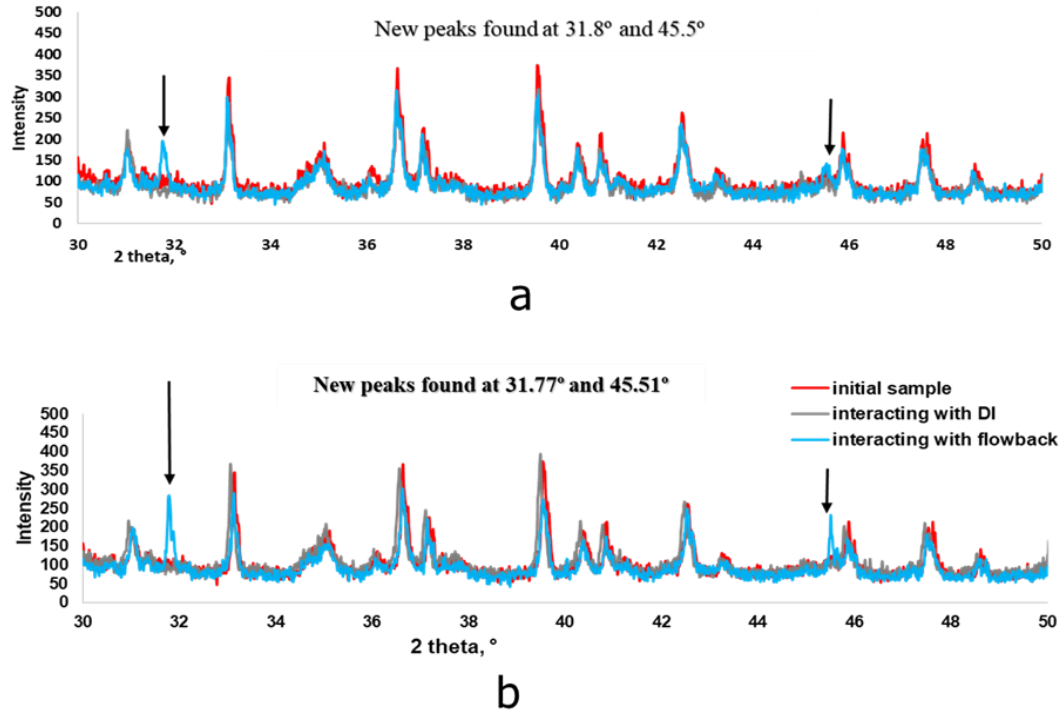 New peaks found at 31.8º and 45.5º
Intensity
500
450
400
350
300
250
200
150
100
50
0
30 32 34 36 38 40 42 44 46 48 50
2 theta, °
a
New peaks found at 31.77º and 45.51º
initial sample
interacting with DI
interacting with flowback
Intensity
500
450
400
350
300
250
200
150
100
50
0
30 32 34 36 38 40 42 44 46 48 50
2 theta, °
b